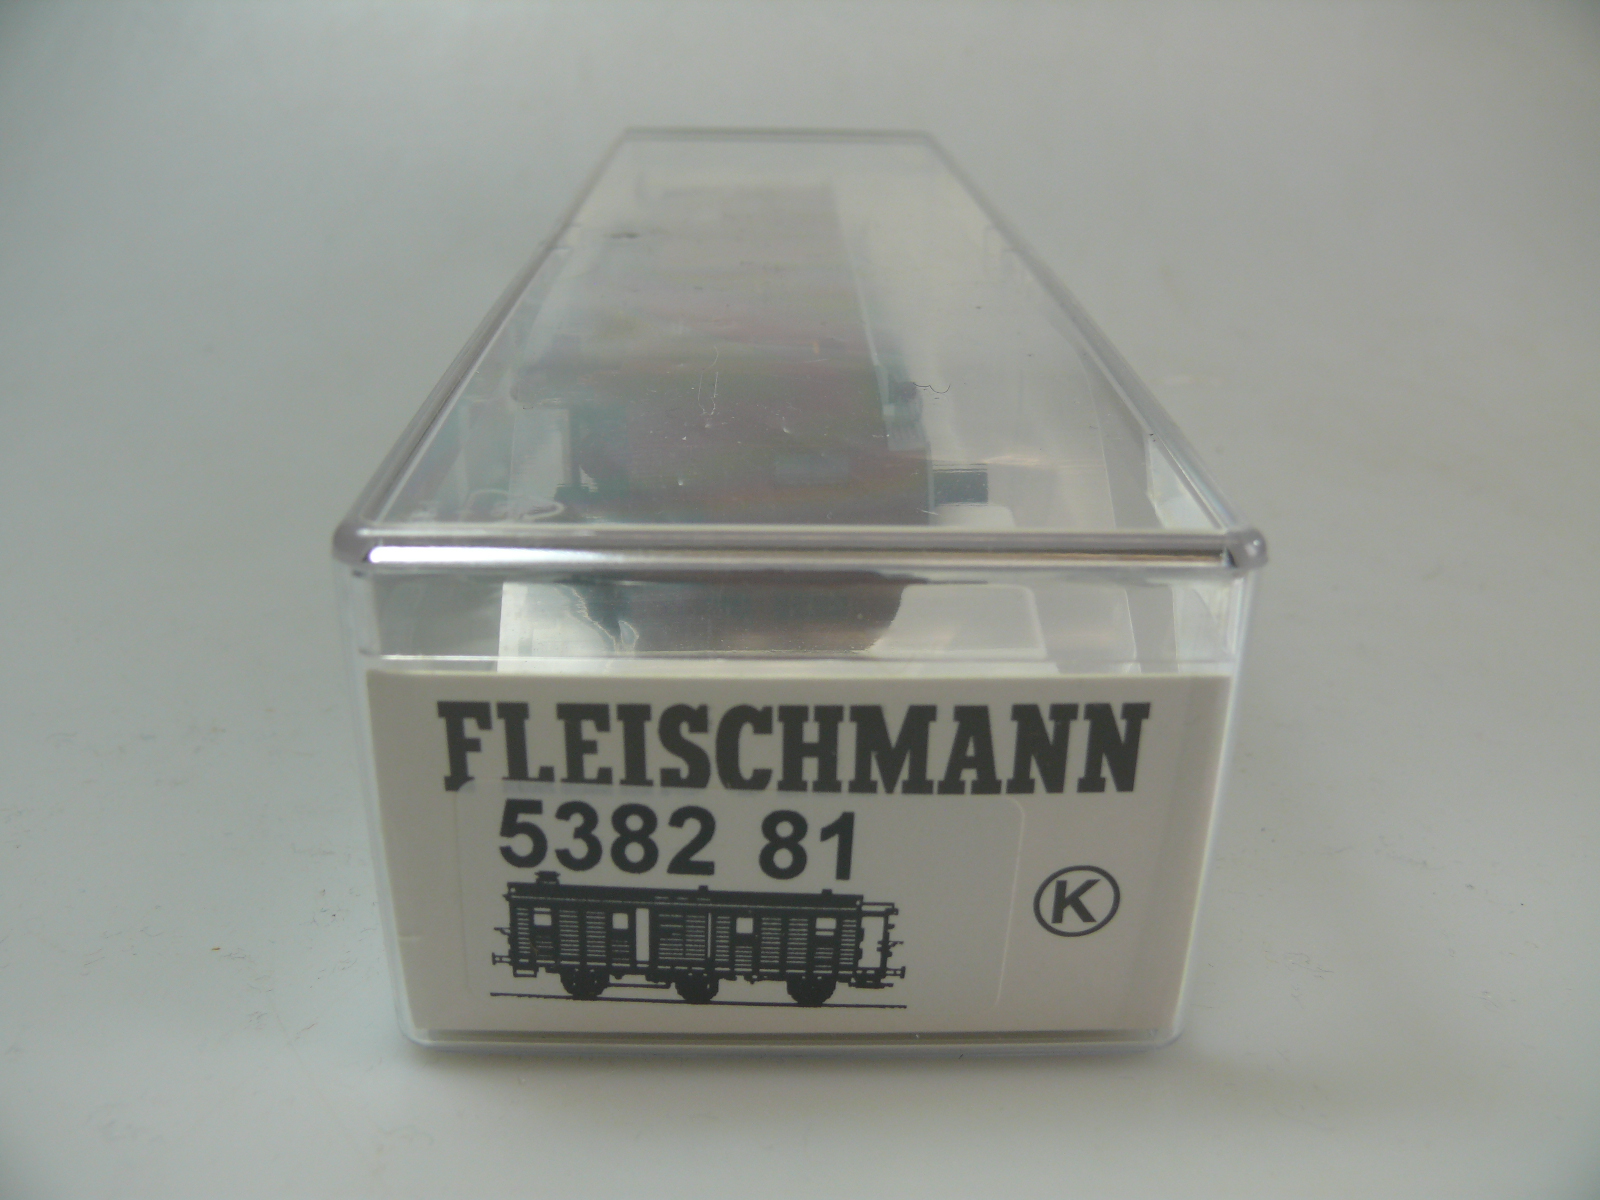 FLEISCHMANN
5382 81
K